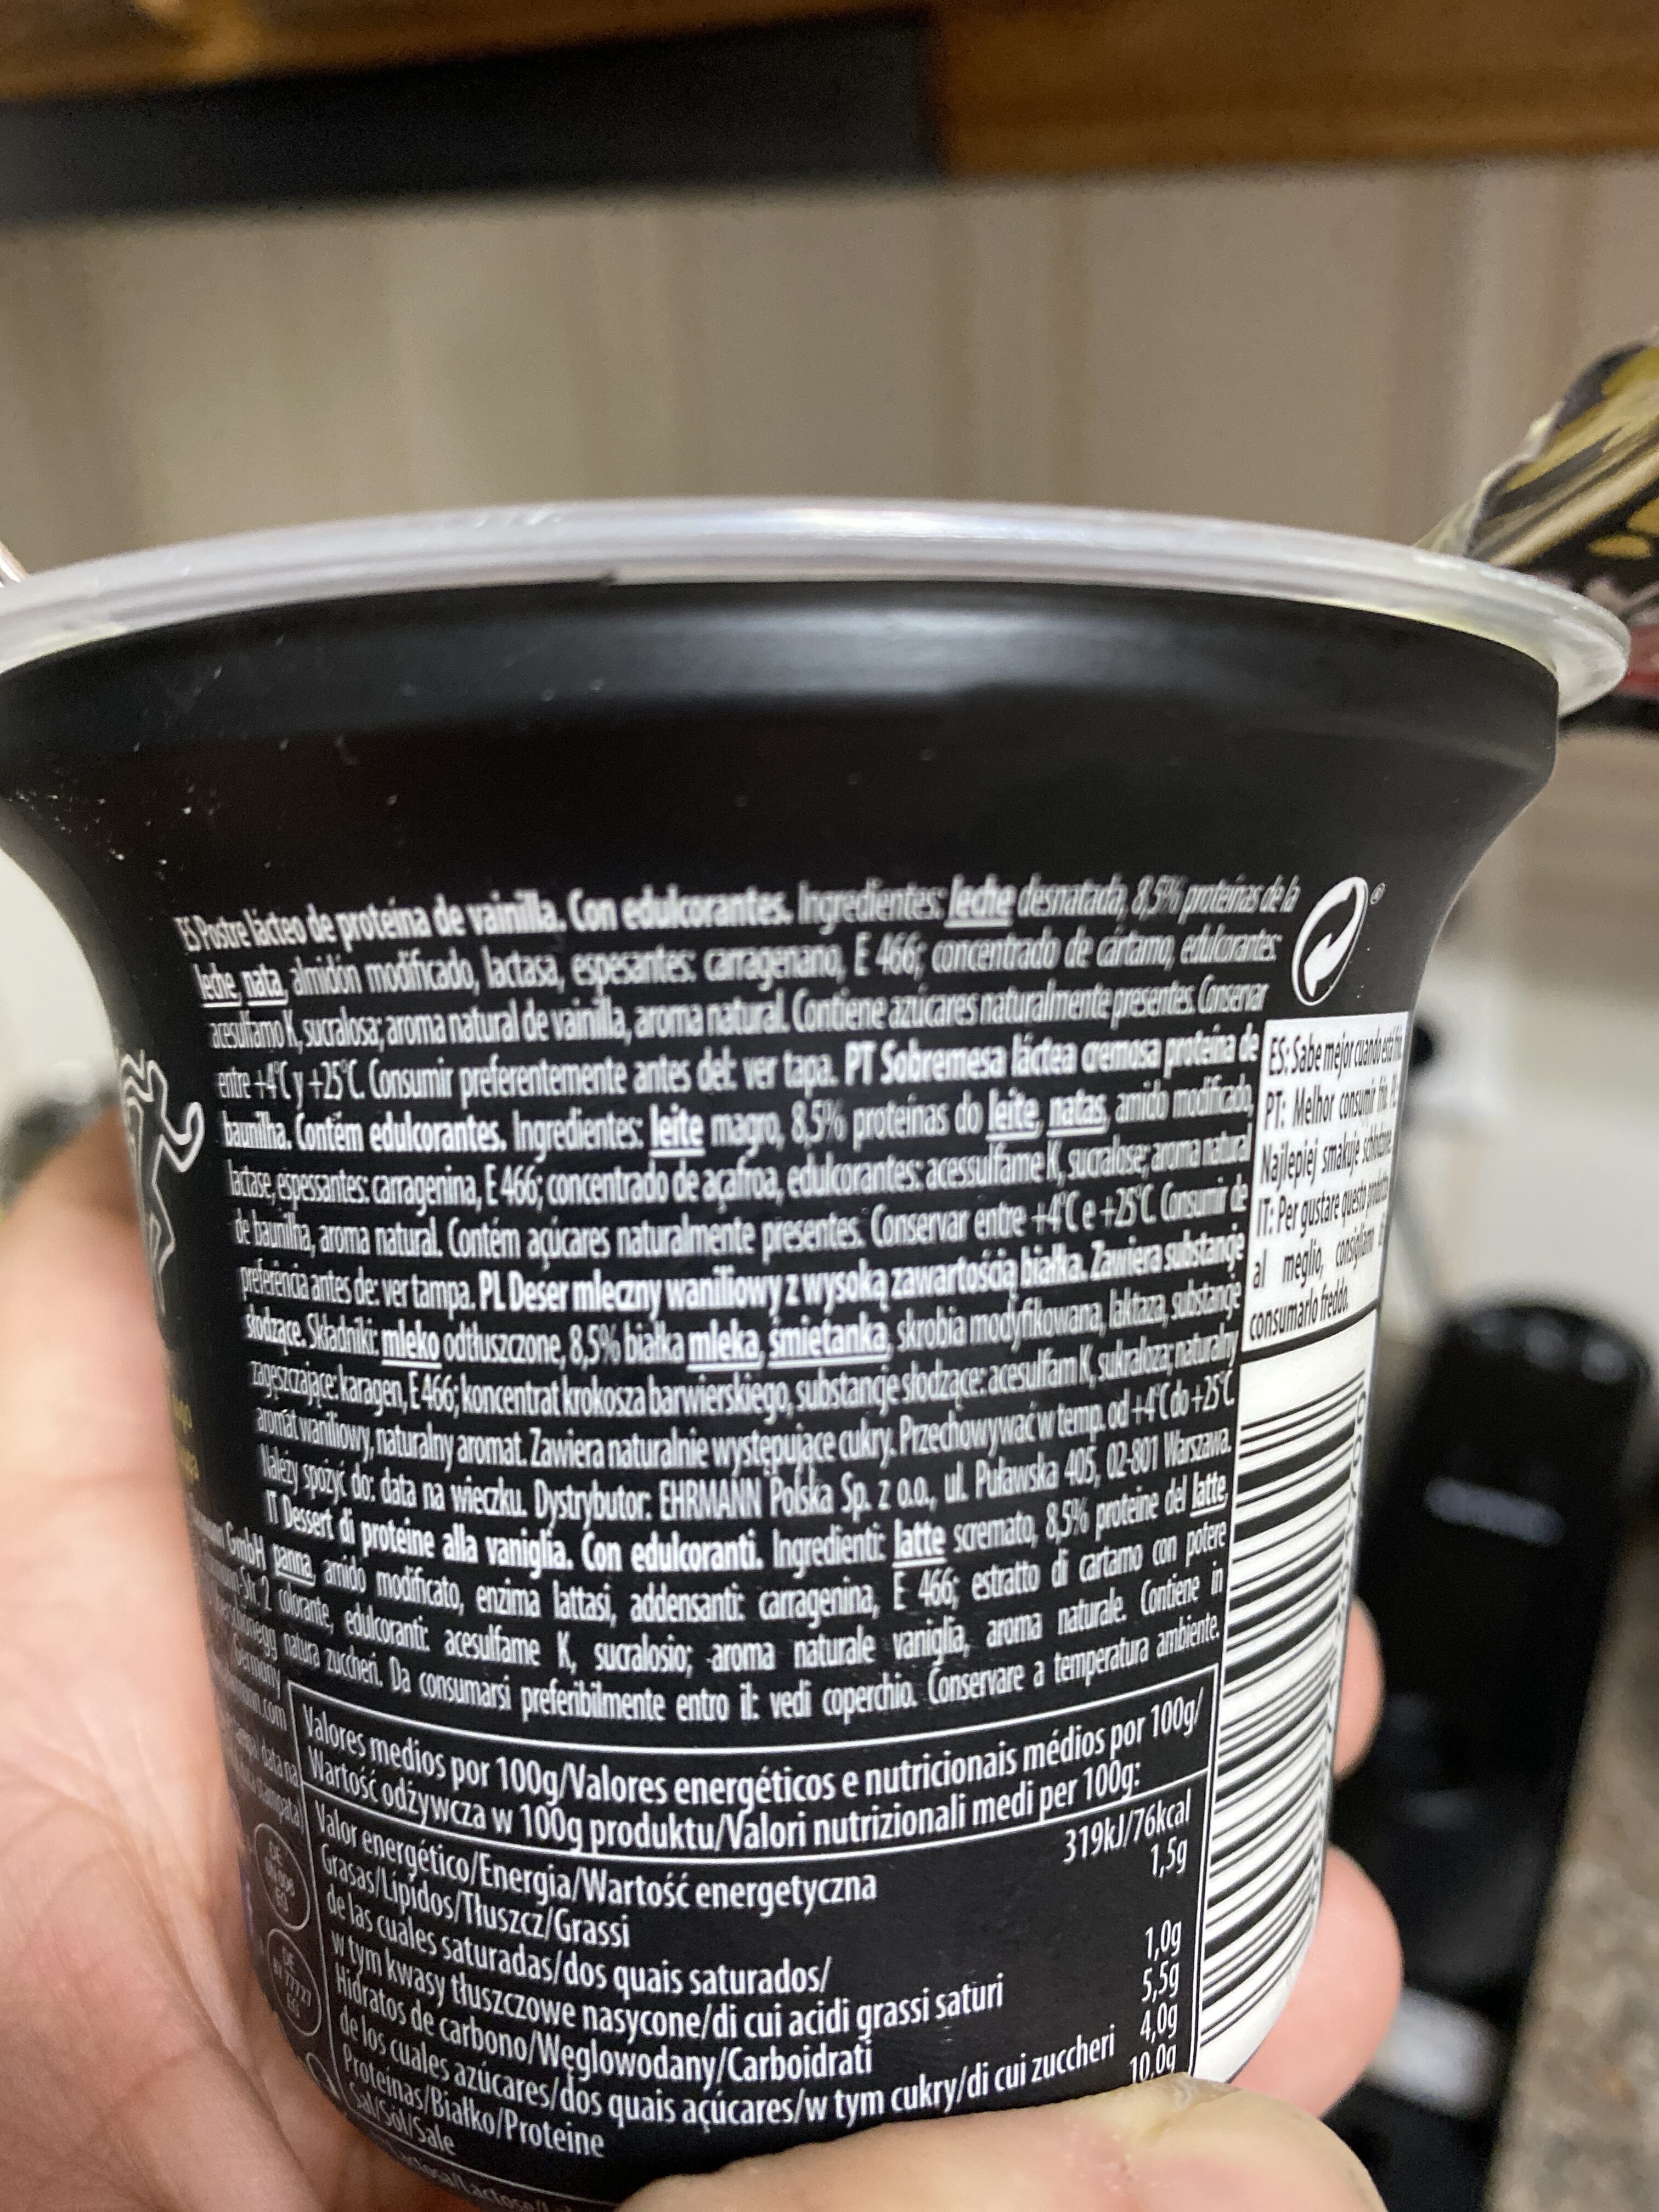 ES Postre lácteo de proteína de vainilla. Con edulcorantes. Ingredientes: leche desnatada, 8,5% proteínas de la
leche, nata, almidón modificado, lactasa, espesantes: carragenano, E 466; concentrado de cártamo, edulcorantes:
acesulfamo K, sucralosa; aroma natural de vainilla, aroma natural. Contiene azúcares naturalmente presentes. Conservar
entre +4°C y +25°C. Consumir preferentemente antes del: ver tapa. PT Sobremesa láctea cremosa proteína de
baunilha. Contém edulcorantes. Ingredientes: leite magro, 8,5% proteínas do leite, natas, amido modificado,
lactase, espessantes: carragenina, E 466; concentrado de açafroa, edulcorantes: acessulfame K, sucralose; aroma natural
de baunilha, aroma natural. Contém açúcares naturalmente presentes. Conservar entre +4°C e +25°C. Consumir de
preferência antes de: ver tampa. PL Deser mleczny waniliowy z wysoką zawartością białka. Zawiera substancje
słodzące. Składniki: mleko odtłuszczone, 8,5% białka mleka, śmietanka, skrobia modyfikowana, laktaza, substancje
zagęszczające: karagen, E 466; koncentrat krokosza barwierskiego, substancje słodzące: acesulfam K, sukraloza; naturalny
aromat waniliowy, naturalny aromat. Zawiera naturalnie występujące cukry. Przechowywać w temp. od +4°C do +25°C.
Należy spożyć do: data na wieczku. Dystrybutor: EHRMANN Polska Sp. z o.o., ul. Puławska 405, 02-801 Warszawa.
IT Dessert di proteine alla vaniglia. Con edulcoranti. Ingredienti: latte scremato, 8,5% proteine del latte,
panna, amido modificato, enzima lattasi, addensanti: carragenina, E 466; estratto di cartamo con potere
colorante, edulcoranti: acesulfame K, sucralosio; aroma naturale vaniglia, aroma naturale. Contiene in
natura zuccheri. Da consumarsi preferibilmente entro il: vedi coperchio. Conservare a temperatura ambiente.
®
ES: Sabe mejor cuando está
PT: Melhor consumir
Najlepiej smakuje
IT: Per gustare questo
al meglio, consigliamo
consumarlo freddo.
GmbH
Germany
data na
Valores medios por 100g/Valores energéticos e nutricionais médios por 100g/
Wartość odżywcza w 100g produktu/Valori nutrizionali medi per 100g:
Valor energético/Energia/Wartość energetyczna 319kJ/76kcal
Grasas/Lípidos/Tłuszcz/Grassi 1,5g
de las cuales saturadas/dos quais saturados/
w tym kwasy tłuszczowe nasycone/di cui acidi grassi saturi 1,0g
Hidratos de carbono/Węglowodany/Carboidrati 5,5g
de los cuales azúcares/dos quais açúcares/w tym cukry/di cui zuccheri 4,0g
Proteínas/Białko/Proteine 10,0g
Sal/Sól/Sale
DE
EG
DE
BY 77727
EG